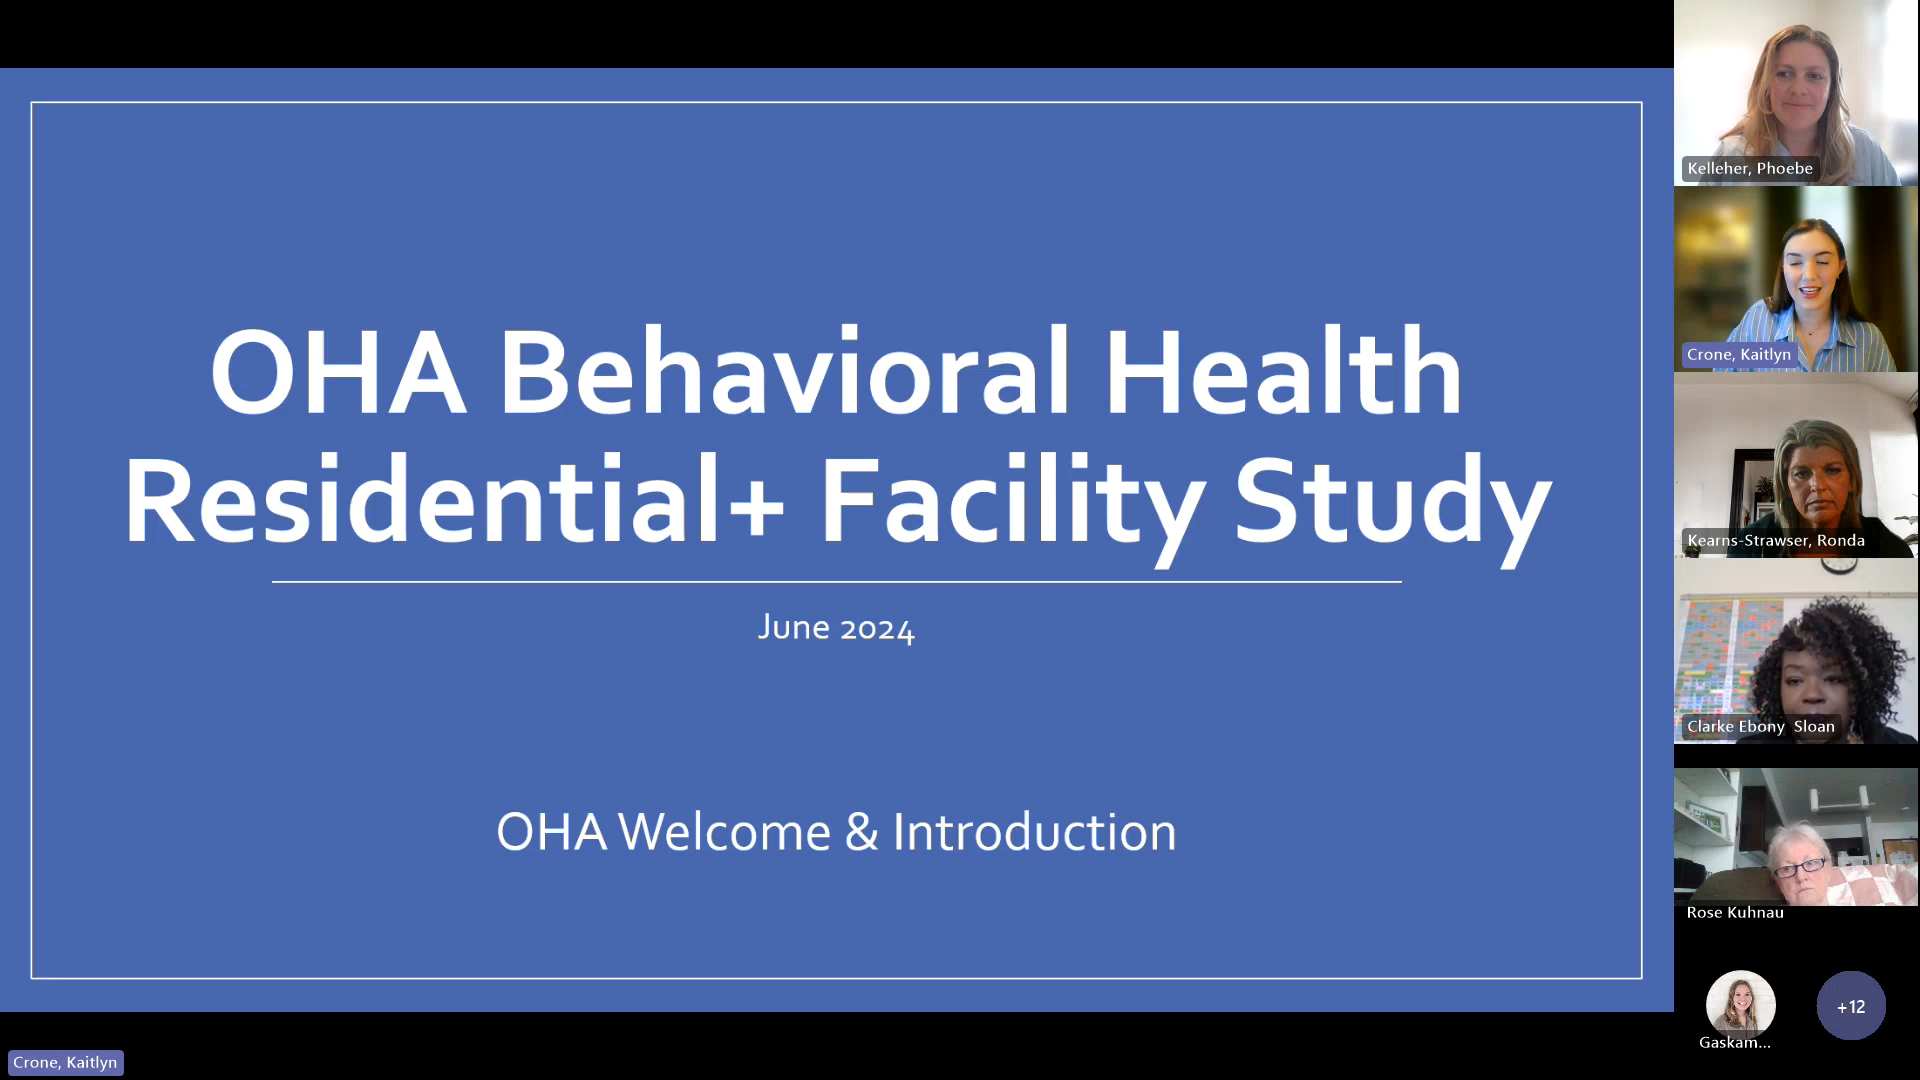 OHA Behavioral Health
Residential+ Facility Study
June 2024
OHA Welcome & Introduction
Kelleher, Phoebe
Crone, Kaitlyn
Kearns-Strawser, Ronda
Clarke Ebony  Sloan
Rose Kuhnau
Gaskam...
+12
Crone, Kaitlyn